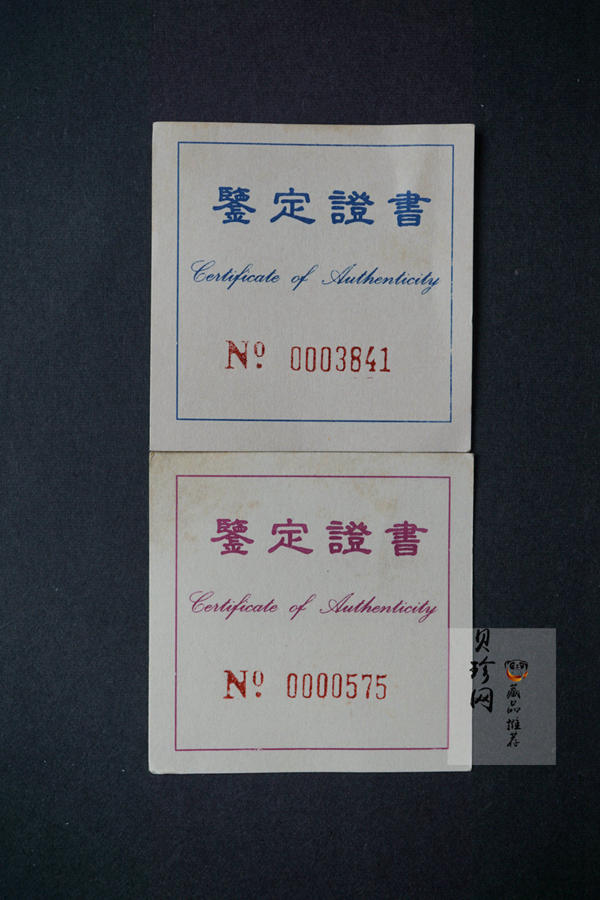 鑒定證書
Certificate of Authenticity
Nº 0003841
鑒定證書
Certificate of Authenticity
Nº 0000575
贝珍网
藏品推荐